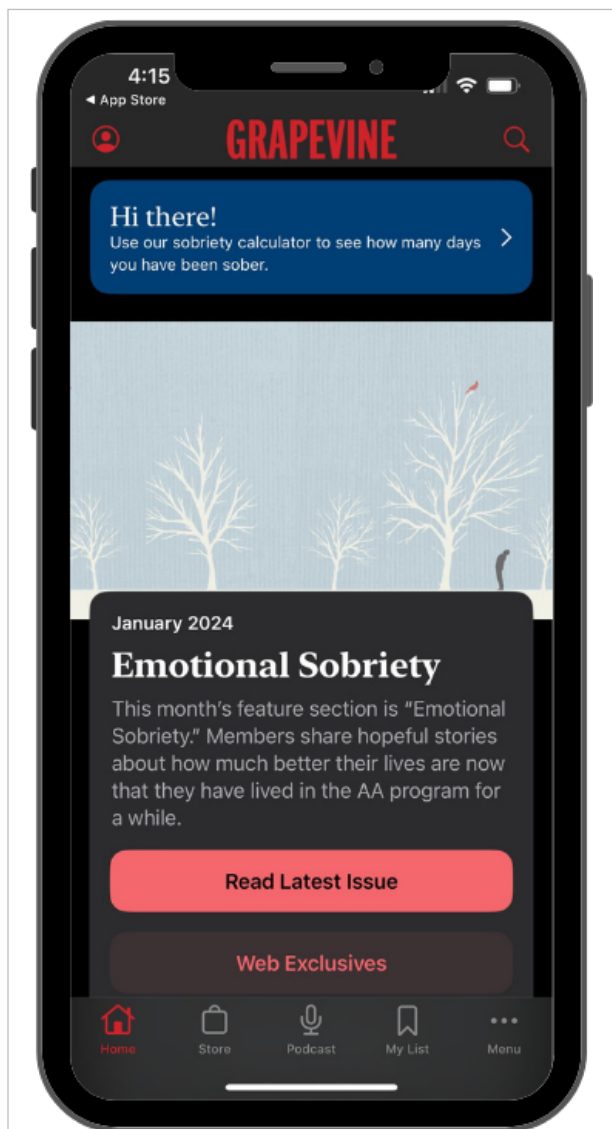 4:15
◄ App Store
GRAPEVINE
Hi there!
Use our sobriety calculator to see how many days
you have been sober.
January 2024
Emotional Sobriety
This month's feature section is "Emotional
Sobriety." Members share hopeful stories
about how much better their lives are now
that they have lived in the AA program for
a while.
Read Latest Issue
Web Exclusives
Home
Store
Podcast
My List
Menu